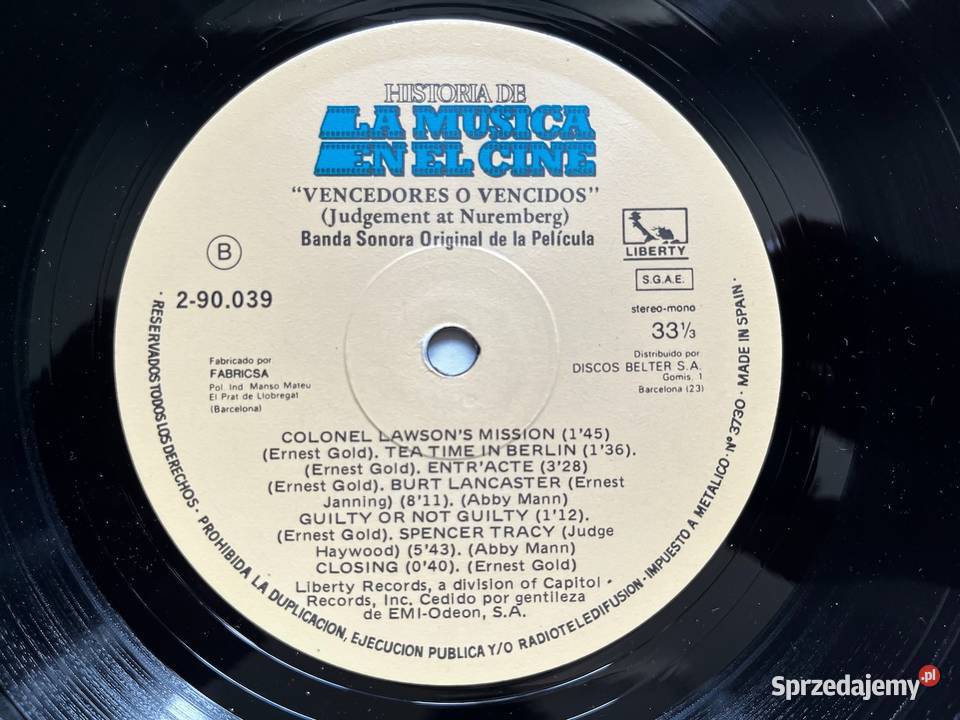 HISTORIA DE
LA MUSICA
EN EL CINE
"VENCEDORES O VENCIDOS"
(Judgement at Nuremberg)
Banda Sonora Original de la Película
B
LIBERTY
S.G.A.E.
2-90.039
stereo-mono
33⅓
Fabricado por
FABRICSA
Pol. Ind. Manso Mateu
El Prat de Llobregat
(Barcelona)
Distribuido por
DISCOS BELTER S.A.
Gomis, 1
Barcelona (23)
COLONEL LAWSON'S MISSION (1'45)
(Ernest Gold). TEA TIME IN BERLIN (1'36).
(Ernest Gold). ENTR'ACTE (3'28)
(Ernest Gold). BURT LANCASTER (Ernest
Janning) (8'11). (Abby Mann)
GUILTY OR NOT GUILTY (1'12).
(Ernest Gold). SPENCER TRACY (Judge
Haywood) (5'43). (Abby Mann)
CLOSING (0'40). (Ernest Gold)
Liberty Records, a division of Capitol
Records, Inc. Cedido por gentileza
de EMI-Odeon, S.A.
· RESERVADOS TODOS LOS DERECHOS · PROHIBIDA LA DUPLICACION, EJECUCION PUBLICA Y/O RADIOTELEDIFUSION · IMPUESTO A METALICO · Nº 3730 · MADE IN SPAIN ·
Sprzedajemy.pl